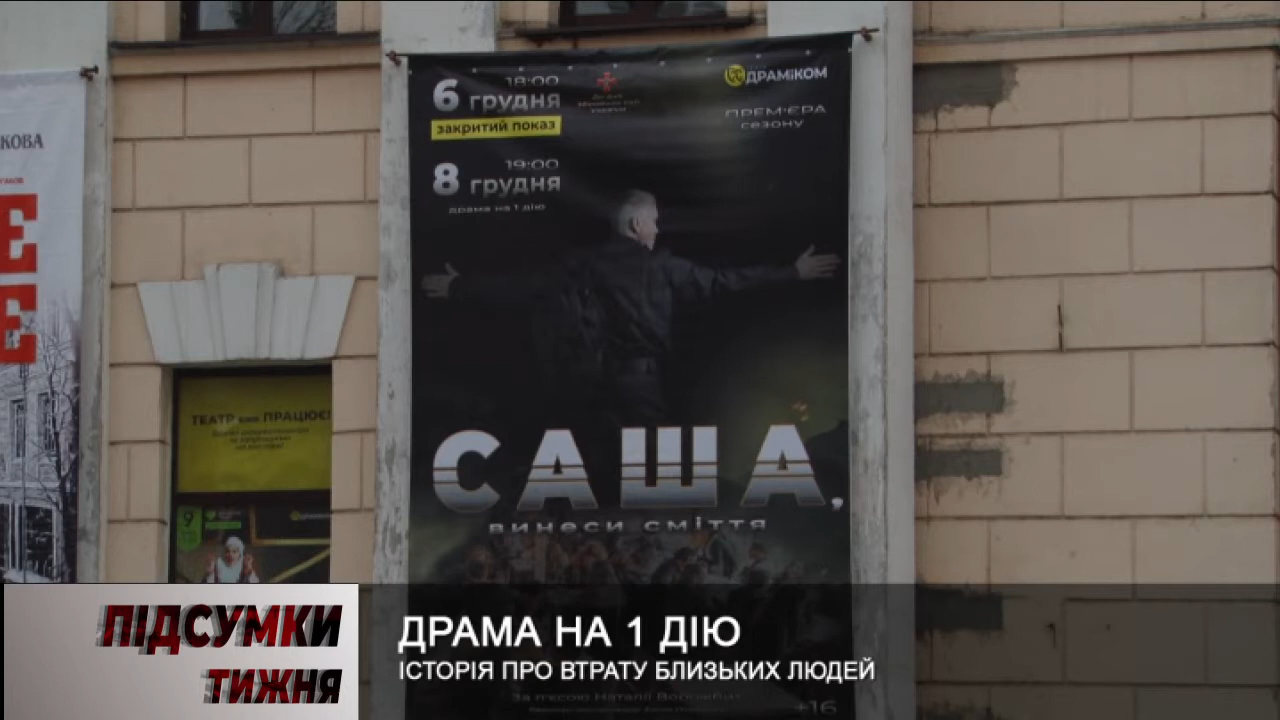 КОВА
Е
Е
18:00
6 грудня
закритий показ
ДРАМіКОМ
ПРЕМ'ЄРА
сезону
19:00
8 грудня
драма на 1 дію
САША,
винеси сміття
ТЕАТР ПРАЦЮЄ!
9
ПІДСУМКИ
ТИЖНЯ
ДРАМА НА 1 ДІЮ
ІСТОРІЯ ПРО ВТРАТУ БЛИЗЬКИХ ЛЮДЕЙ
За п'єсою Наталії Ворожбит
+16